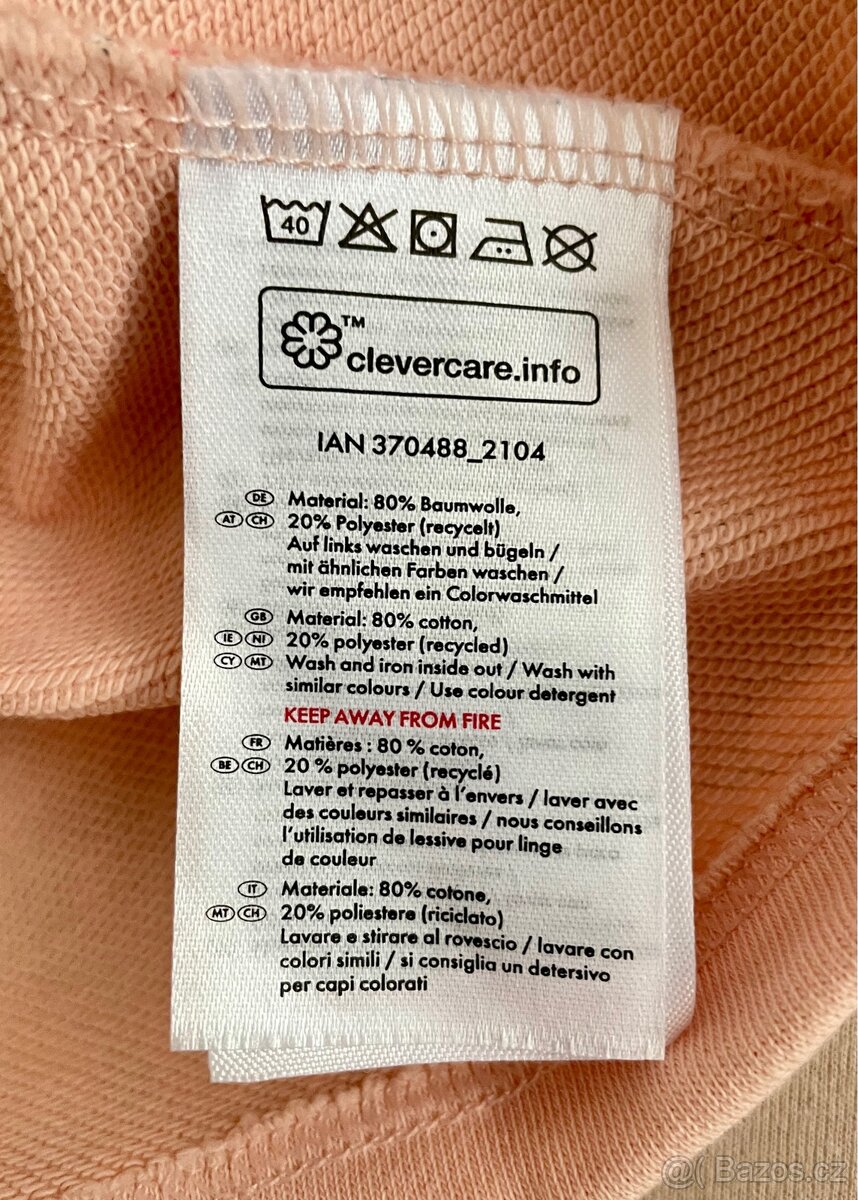 40
™
clevercare.info
IAN 370488_2104
DE Material: 80% Baumwolle,
AT CH 20% Polyester (recycelt)
Auf links waschen und bügeln /
mit ähnlichen Farben waschen /
wir empfehlen ein Colorwaschmittel
GB Material: 80% cotton,
IE NI 20% polyester (recycled)
CY MT Wash and iron inside out / Wash with
similar colours / Use colour detergent
KEEP AWAY FROM FIRE
FR Matières : 80 % coton,
BE CH 20 % polyester (recyclé)
Laver et repasser à l'envers / laver avec
des couleurs similaires / nous conseillons
l'utilisation de lessive pour linge
de couleur
IT Materiale: 80% cotone,
MT CH 20% poliestere (riciclato)
Lavare e stirare al rovescio / lavare con
colori simili / si consiglia un detersivo
per capi colorati
@( Bazos.cz